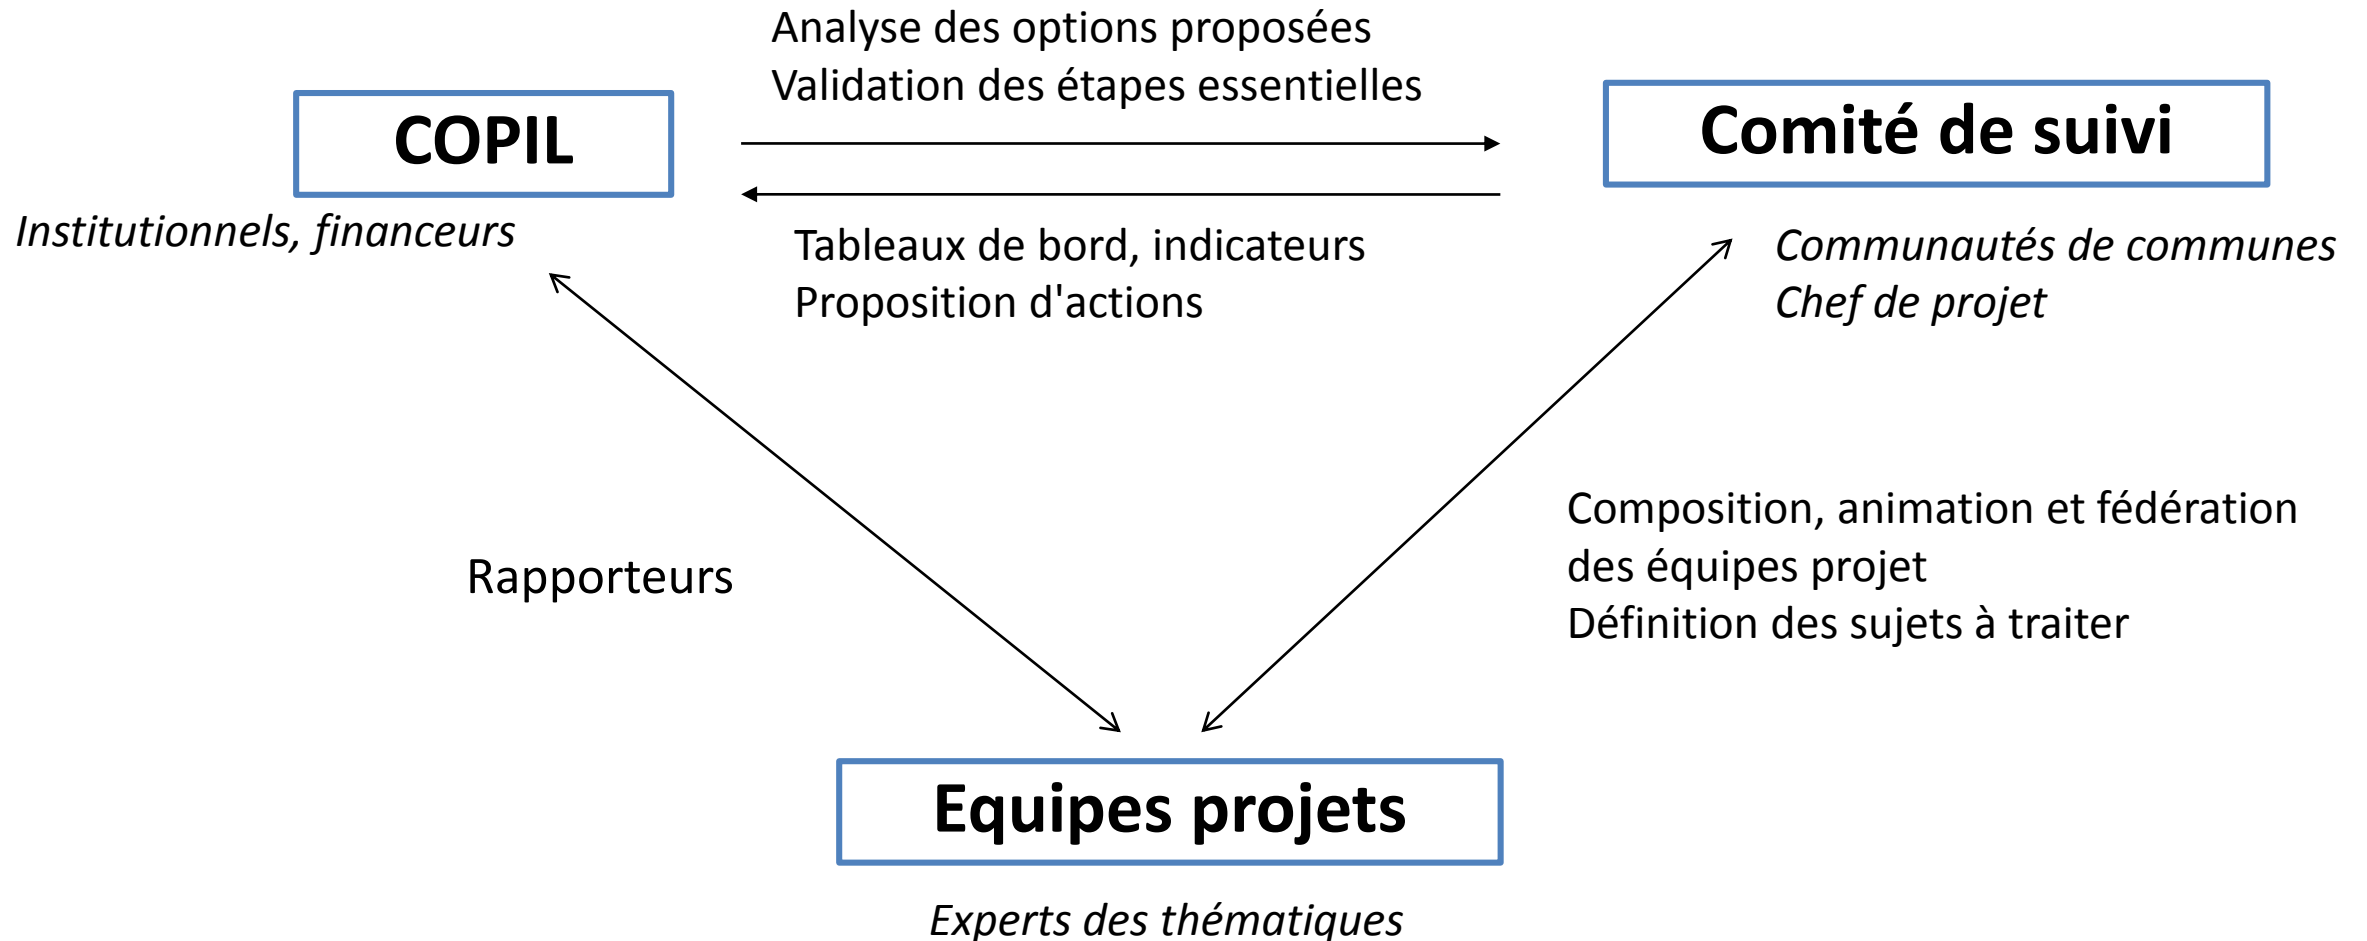 Analyse des options proposées
Validation des étapes essentielles
COPIL
Comité de suivi
Institutionnels, financeurs
Tableaux de bord, indicateurs
Proposition d'actions
Communautés de communes
Chef de projet
Composition, animation et fédération
des équipes projet
Définition des sujets à traiter
Rapporteurs
Equipes projets
Experts des thématiques